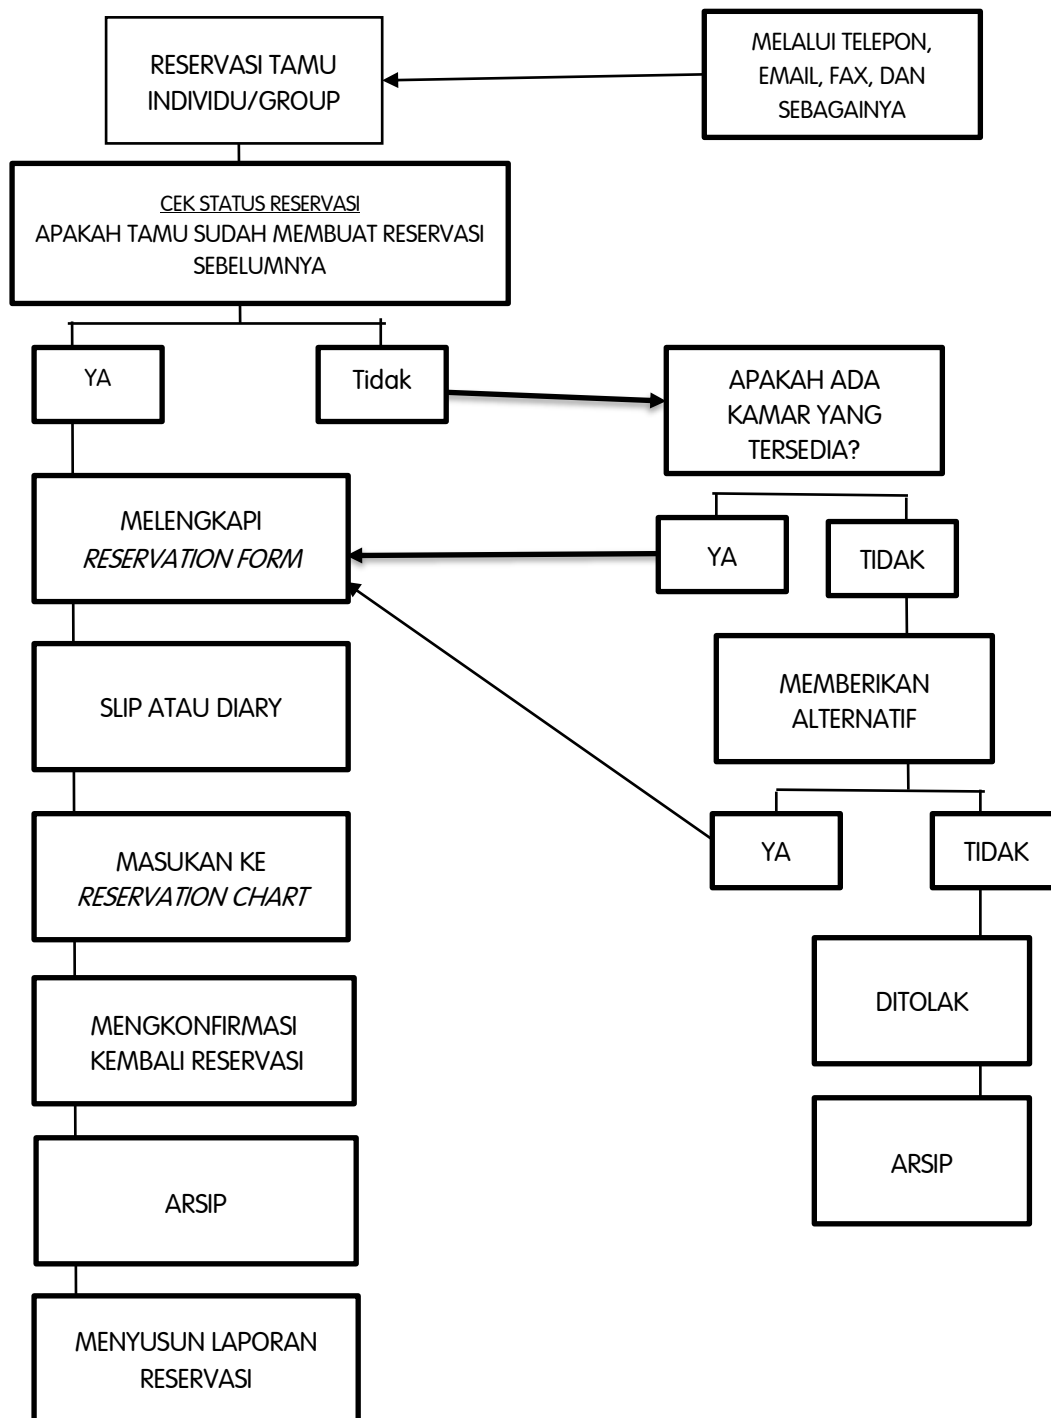 RESERVASI TAMU
INDIVIDU/GROUP
MELALUI TELEPON,
EMAIL, FAX, DAN
SEBAGAINYA
CEK STATUS RESERVASI
APAKAH TAMU SUDAH MEMBUAT RESERVASI
SEBELUMNYA
YA
Tidak
APAKAH ADA
KAMAR YANG
TERSEDIA?
MELENGKAPI
RESERVATION FORM
YA
TIDAK
SLIP ATAU DIARY
MEMBERIKAN
ALTERNATIF
MASUKAN KE
RESERVATION CHART
YA
TIDAK
MENGKONFIRMASI
KEMBALI RESERVASI
DITOLAK
ARSIP
ARSIP
MENYUSUN LAPORAN
RESERVASI